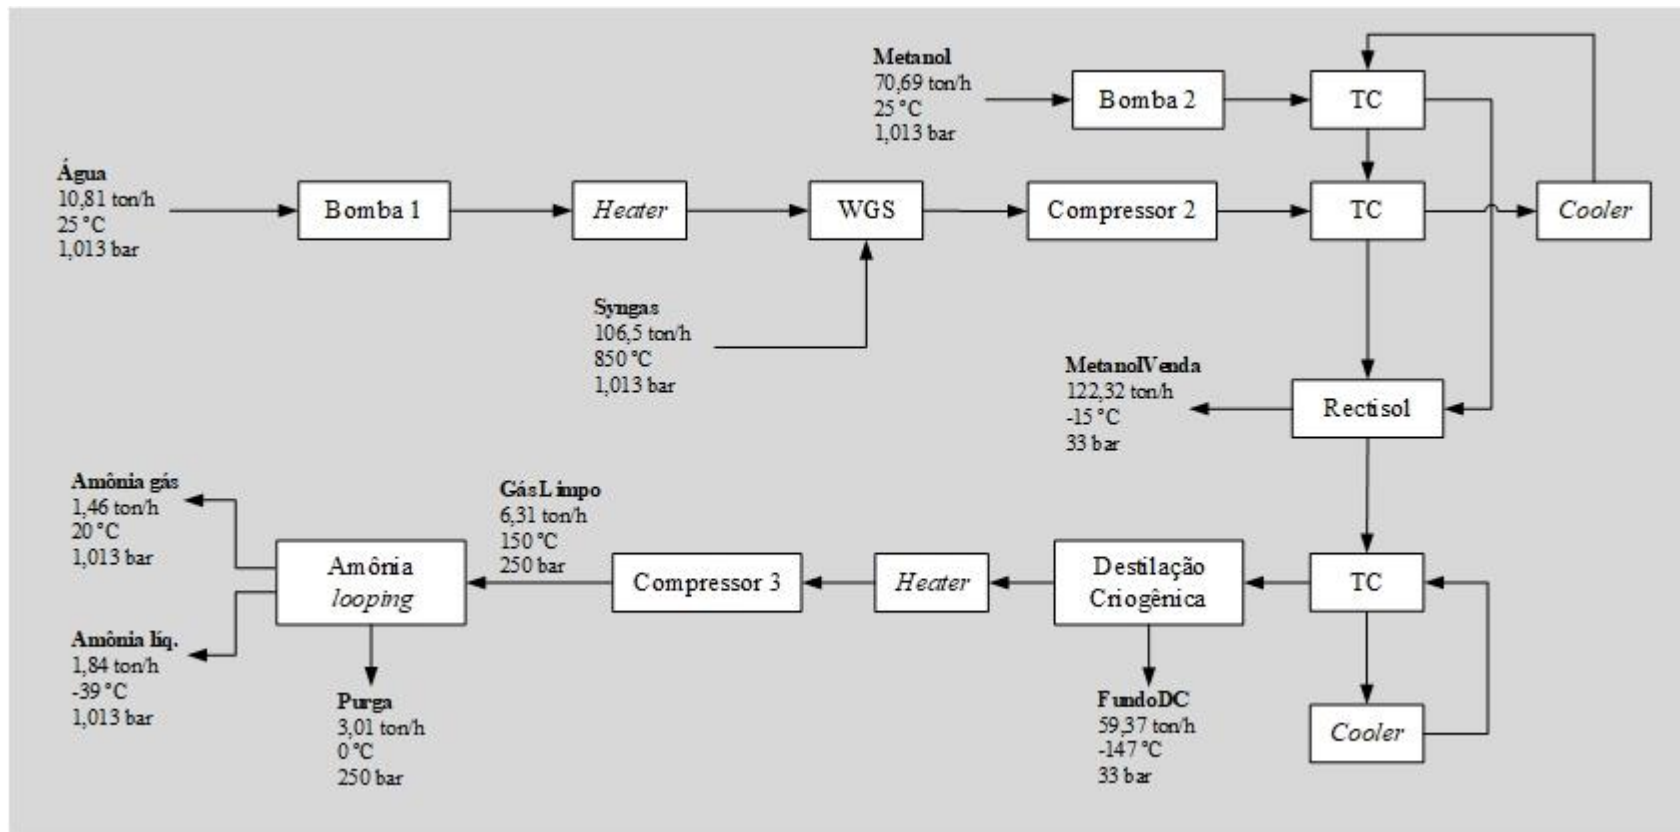 Metanol
70,69 ton/h
25 °C
1,013 bar
Bomba 2
TC
Água
10,81 ton/h
25 °C
1,013 bar
Bomba 1
Heater
WGS
Compressor 2
TC
Cooler
Syngas
106,5 ton/h
850 °C
1,013 bar
MetanolVenda
122,32 ton/h
-15 °C
33 bar
Rectisol
Amônia gás
1,46 ton/h
20 °C
1,013 bar
Amônia líq.
1,84 ton/h
-39 °C
1,013 bar
Amônia
looping
Purga
3,01 ton/h
0 °C
250 bar
Gás Limpo
6,31 ton/h
150 °C
250 bar
Compressor 3
Heater
Destilação
Criogênica
TC
FundoDC
59,37 ton/h
-147 °C
33 bar
Cooler